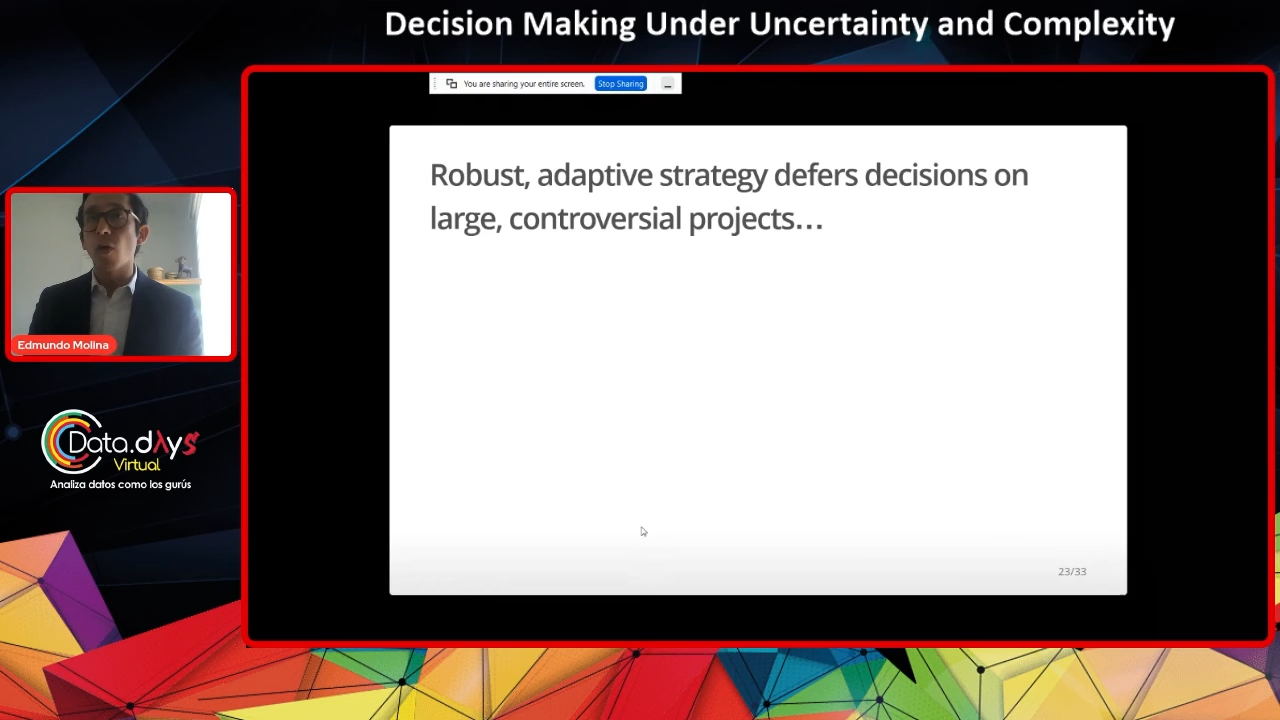 Decision Making Under Uncertainty and Complexity
You are sharing your entire screen.
Stop Sharing
Robust, adaptive strategy defers decisions on
large, controversial projects…
23/33
Edmundo Molina
Data.dλys
Virtual
Analiza datos como los gurús